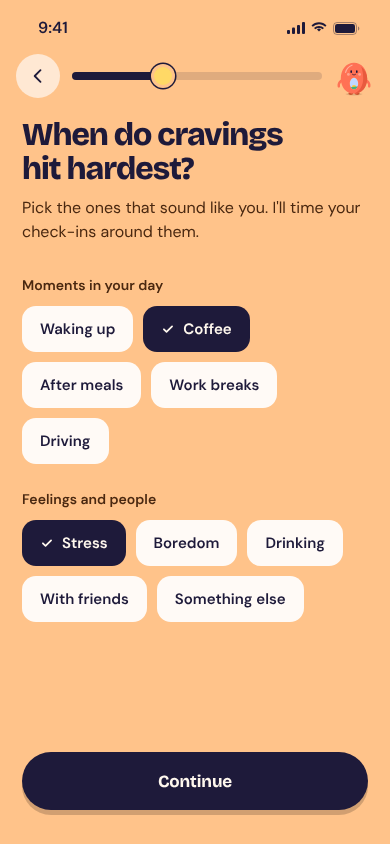 9:41
When do cravings
hit hardest?
Pick the ones that sound like you. I'll time your
check-ins around them.
Moments in your day
Waking up
Coffee
After meals
Work breaks
Driving
Feelings and people
Stress
Boredom
Drinking
With friends
Something else
Continue